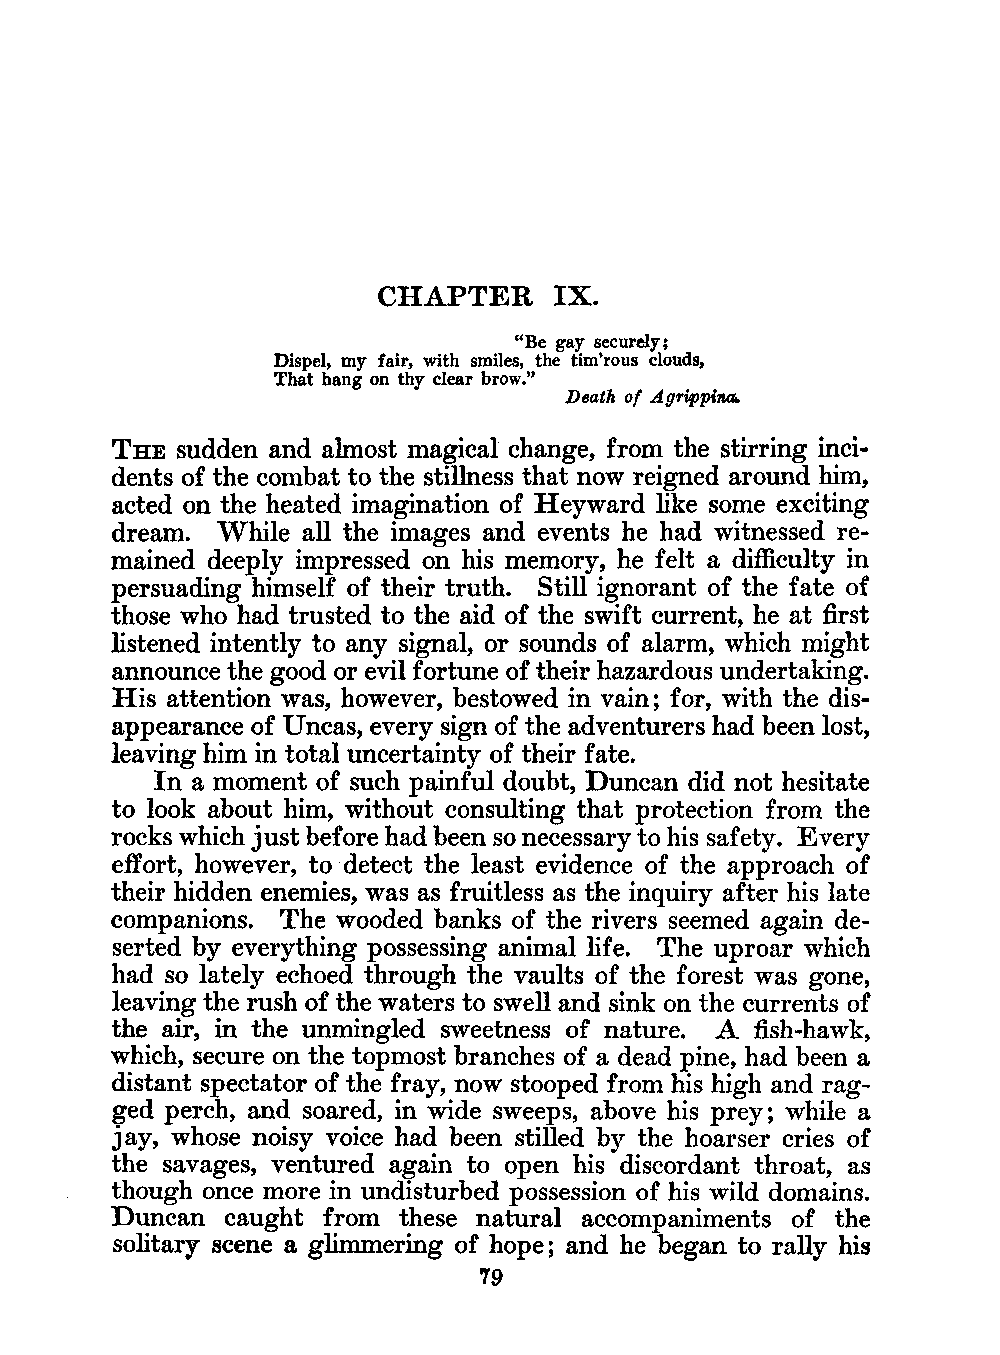 CHAPTER IX.
"Be gay securely;
Dispel, my fair, with smiles, the tim'rous clouds,
That hang on thy clear brow."
Death of Agrippina.
THE sudden and almost magical change, from the stirring inci-
dents of the combat to the stillness that now reigned around him,
acted on the heated imagination of Heyward like some exciting
dream. While all the images and events he had witnessed re-
mained deeply impressed on his memory, he felt a difficulty in
persuading himself of their truth. Still ignorant of the fate of
those who had trusted to the aid of the swift current, he at first
listened intently to any signal, or sounds of alarm, which might
announce the good or evil fortune of their hazardous undertaking.
His attention was, however, bestowed in vain; for, with the dis-
appearance of Uncas, every sign of the adventurers had been lost,
leaving him in total uncertainty of their fate.
In a moment of such painful doubt, Duncan did not hesitate
to look about him, without consulting that protection from the
rocks which just before had been so necessary to his safety. Every
effort, however, to detect the least evidence of the approach of
their hidden enemies, was as fruitless as the inquiry after his late
companions. The wooded banks of the rivers seemed again de-
serted by everything possessing animal life. The uproar which
had so lately echoed through the vaults of the forest was gone,
leaving the rush of the waters to swell and sink on the currents of
the air, in the unmingled sweetness of nature. A fish-hawk,
which, secure on the topmost branches of a dead pine, had been a
distant spectator of the fray, now stooped from his high and rag-
ged perch, and soared, in wide sweeps, above his prey; while a
jay, whose noisy voice had been stilled by the hoarser cries of
the savages, ventured again to open his discordant throat, as
though once more in undisturbed possession of his wild domains.
Duncan caught from these natural accompaniments of the
solitary scene a glimmering of hope; and he began to rally his
79